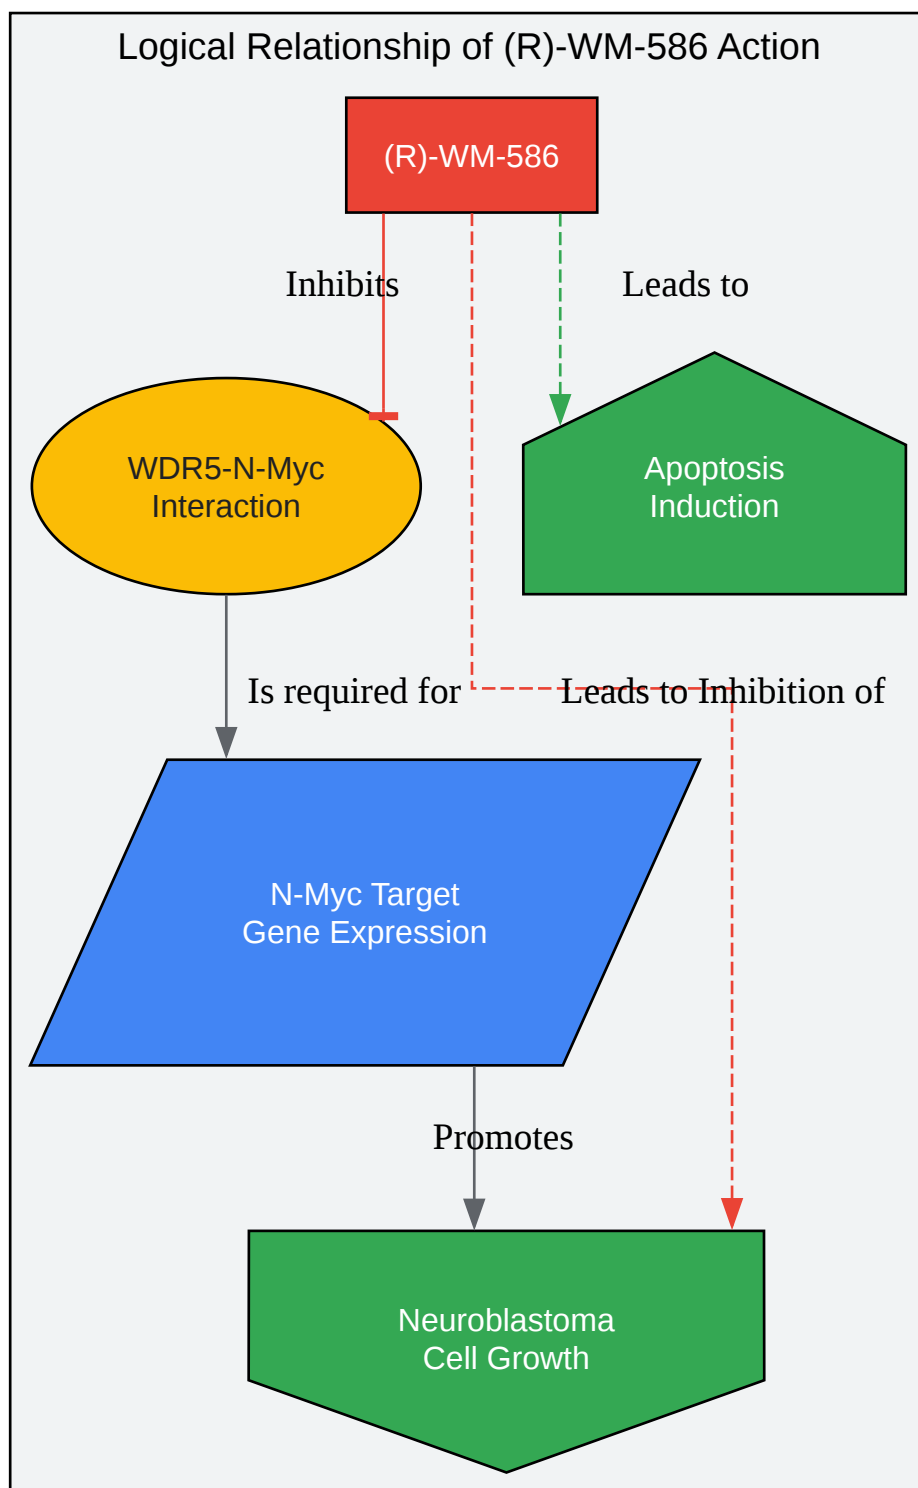 Logical Relationship of (R)-WM-586 Action
(R)-WM-586
Inhibits
Leads to
WDR5-N-Myc
Interaction
Apoptosis
Induction
Is required for
Leads to Inhibition of
N-Myc Target
Gene Expression
Promotes
Neuroblastoma
Cell Growth